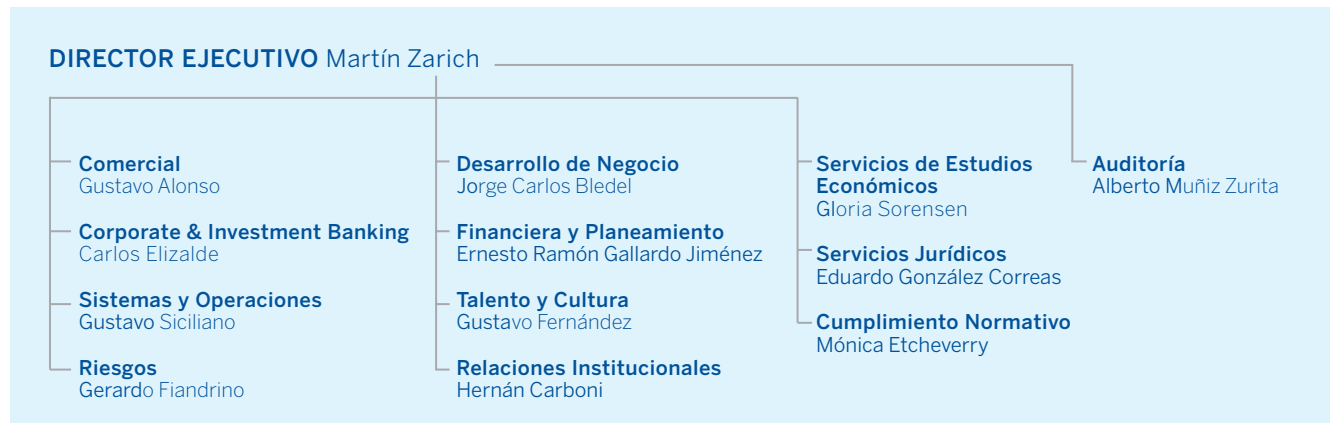 DIRECTOR EJECUTIVO Martín Zarich
Comercial
Gustavo Alonso
Corporate & Investment Banking
Carlos Elizalde
Sistemas y Operaciones
Gustavo Siciliano
Riesgos
Gerardo Fiandrino
Desarrollo de Negocio
Jorge Carlos Bledel
Financiera y Planeamiento
Ernesto Ramón Gallardo Jiménez
Talento y Cultura
Gustavo Fernández
Relaciones Institucionales
Hernán Carboni
Servicios de Estudios
Económicos
Gloria Sorensen
Servicios Jurídicos
Eduardo González Correas
Cumplimiento Normativo
Mónica Etcheverry
Auditoría
Alberto Muñiz Zurita